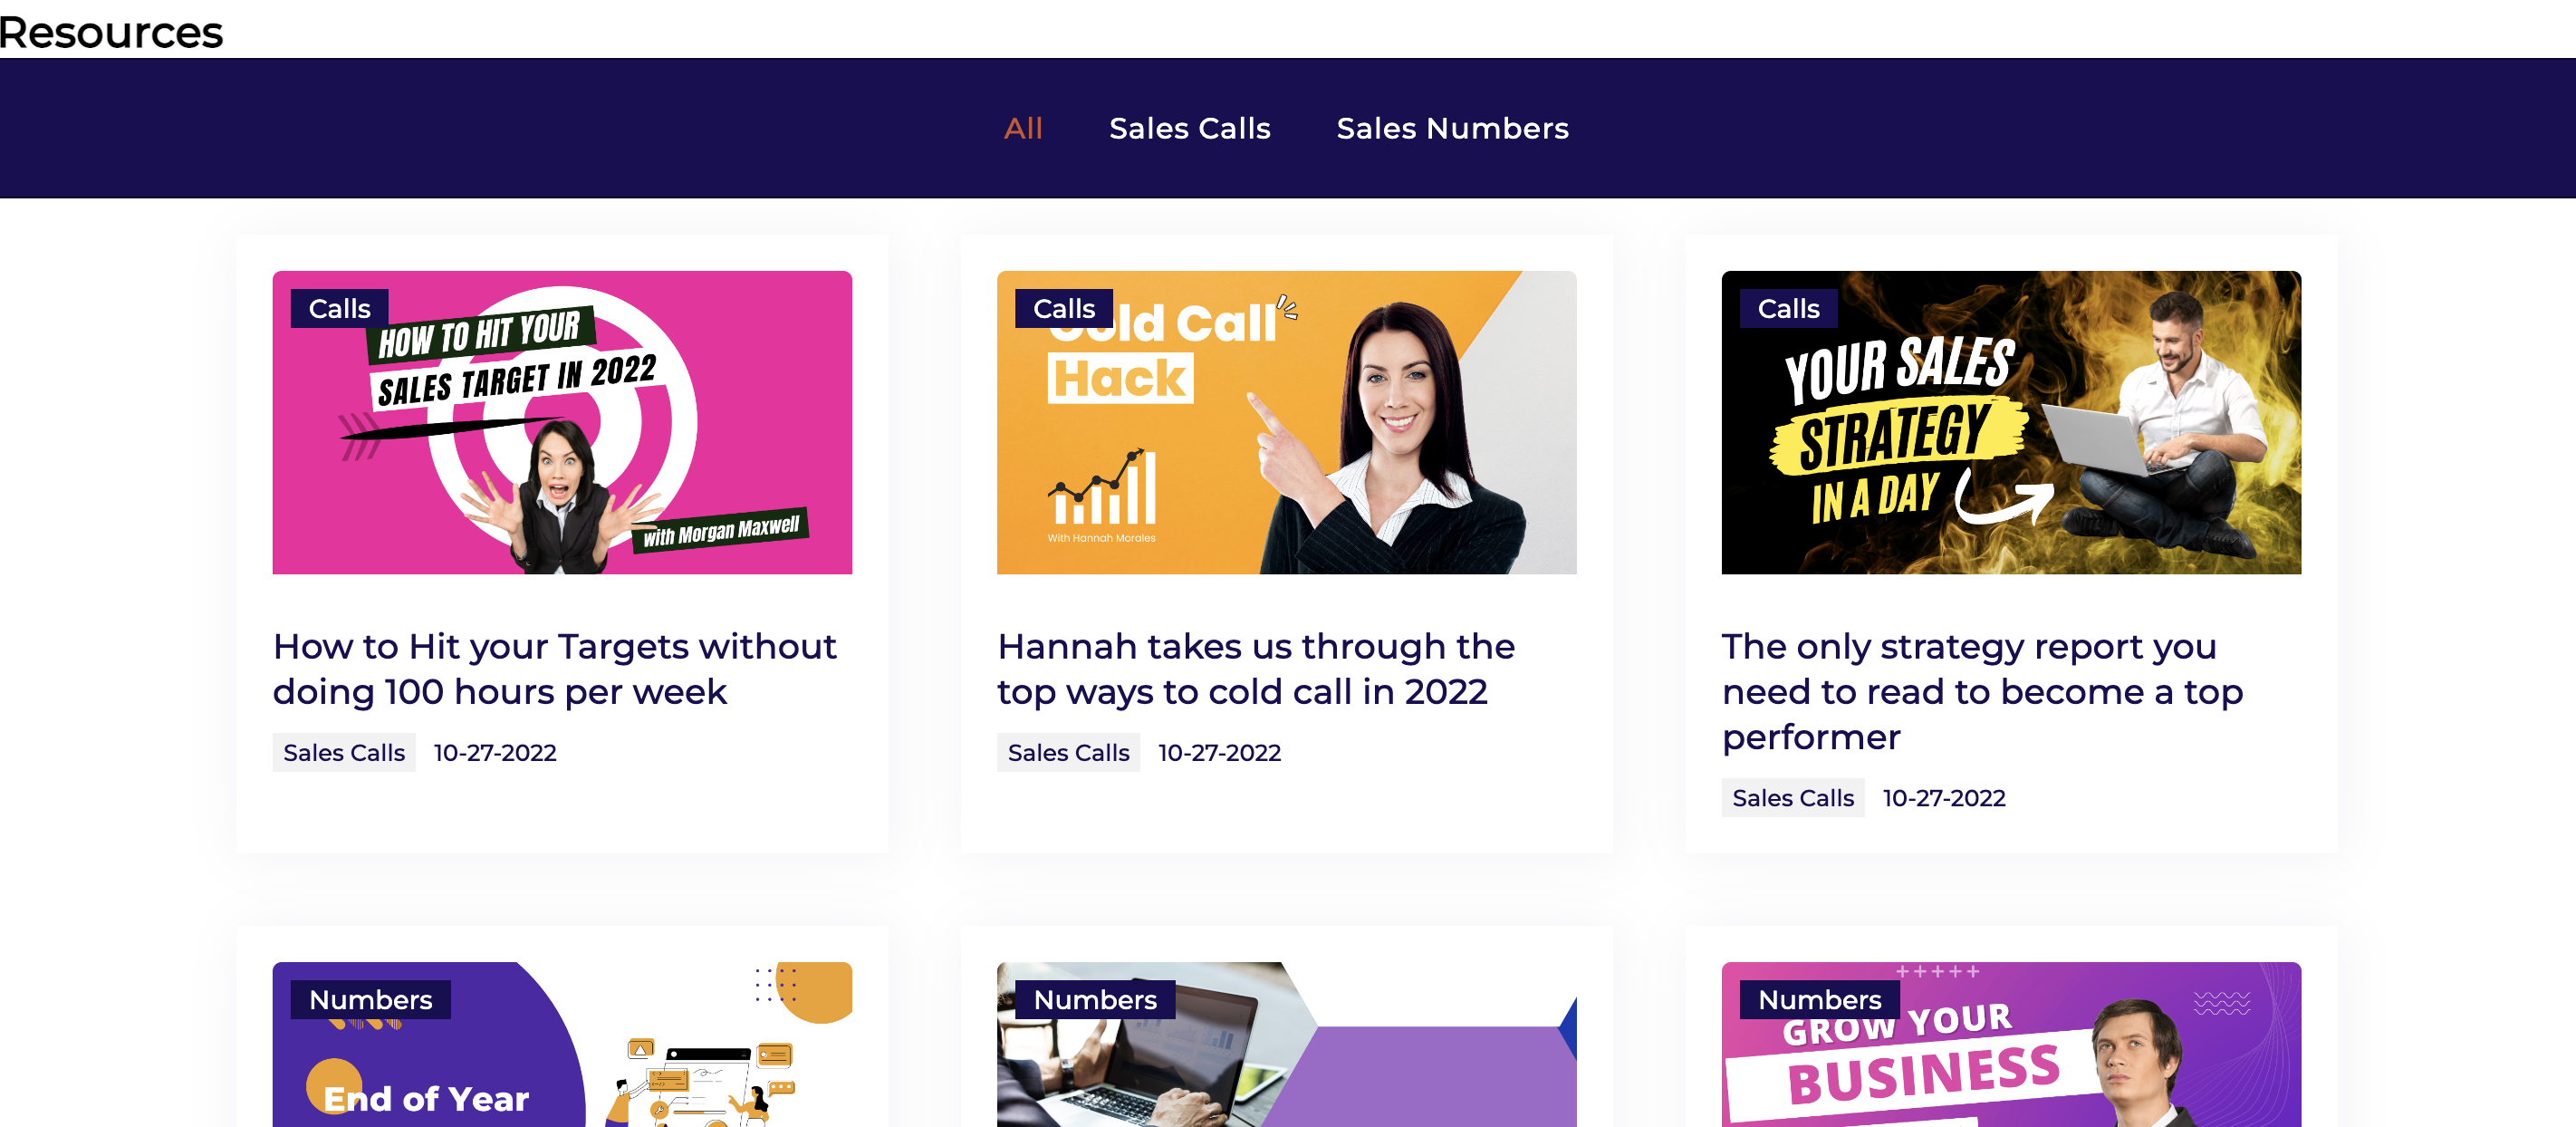 Resources
All Sales Calls Sales Numbers
Calls
HOW TO HIT YOUR
SALES TARGET IN 2022
with Morgan Maxwell
How to Hit your Targets without
doing 100 hours per week
Sales Calls 10-27-2022
Calls
Cold Call
Hack
With Hannah Morales
Hannah takes us through the
top ways to cold call in 2022
Sales Calls 10-27-2022
Calls
YOUR SALES
STRATEGY
IN A DAY
The only strategy report you
need to read to become a top
performer
Sales Calls 10-27-2022
Numbers
End of Year
Numbers
Numbers
GROW YOUR
BUSINESS